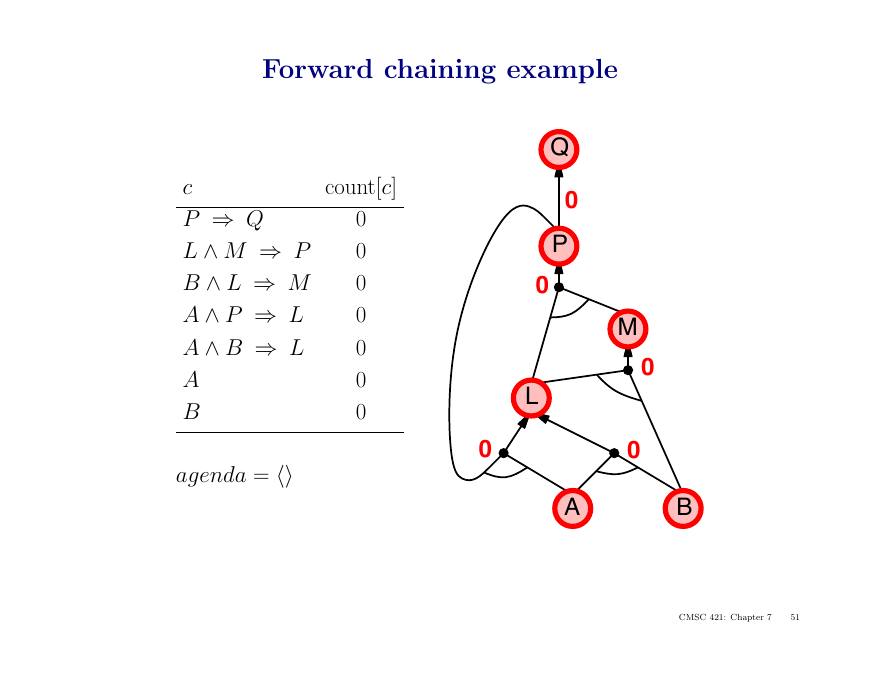 Forward chaining example
c count[c]
P ⇒ Q 0
L ∧ M ⇒ P 0
B ∧ L ⇒ M 0
A ∧ P ⇒ L 0
A ∧ B ⇒ L 0
A 0
B 0
agenda = ⟨⟩
Q
0
P
0
M
0
L
0
0
A
B
CMSC 421: Chapter 7 51